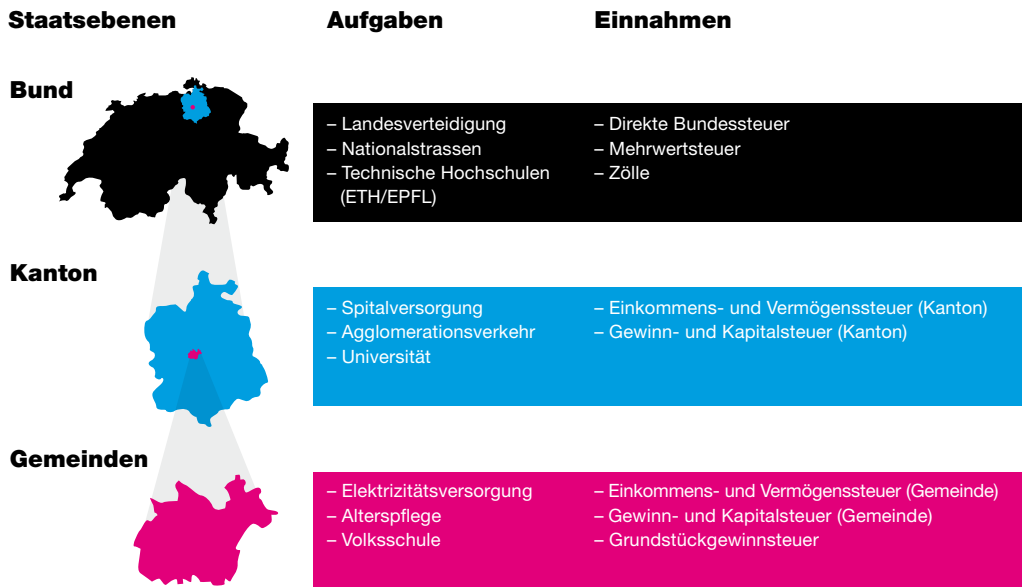 Staatsebenen
Aufgaben
Einnahmen
Bund
– Landesverteidigung
– Nationalstrassen
– Technische Hochschulen
(ETH/EPFL)
– Direkte Bundessteuer
– Mehrwertsteuer
– Zölle
Kanton
– Spitalversorgung
– Agglomerationsverkehr
– Universität
– Einkommens- und Vermögenssteuer (Kanton)
– Gewinn- und Kapitalsteuer (Kanton)
Gemeinden
– Elektrizitätsversorgung
– Alterspflege
– Volksschule
– Einkommens- und Vermögenssteuer (Gemeinde)
– Gewinn- und Kapitalsteuer (Gemeinde)
– Grundstückgewinnsteuer